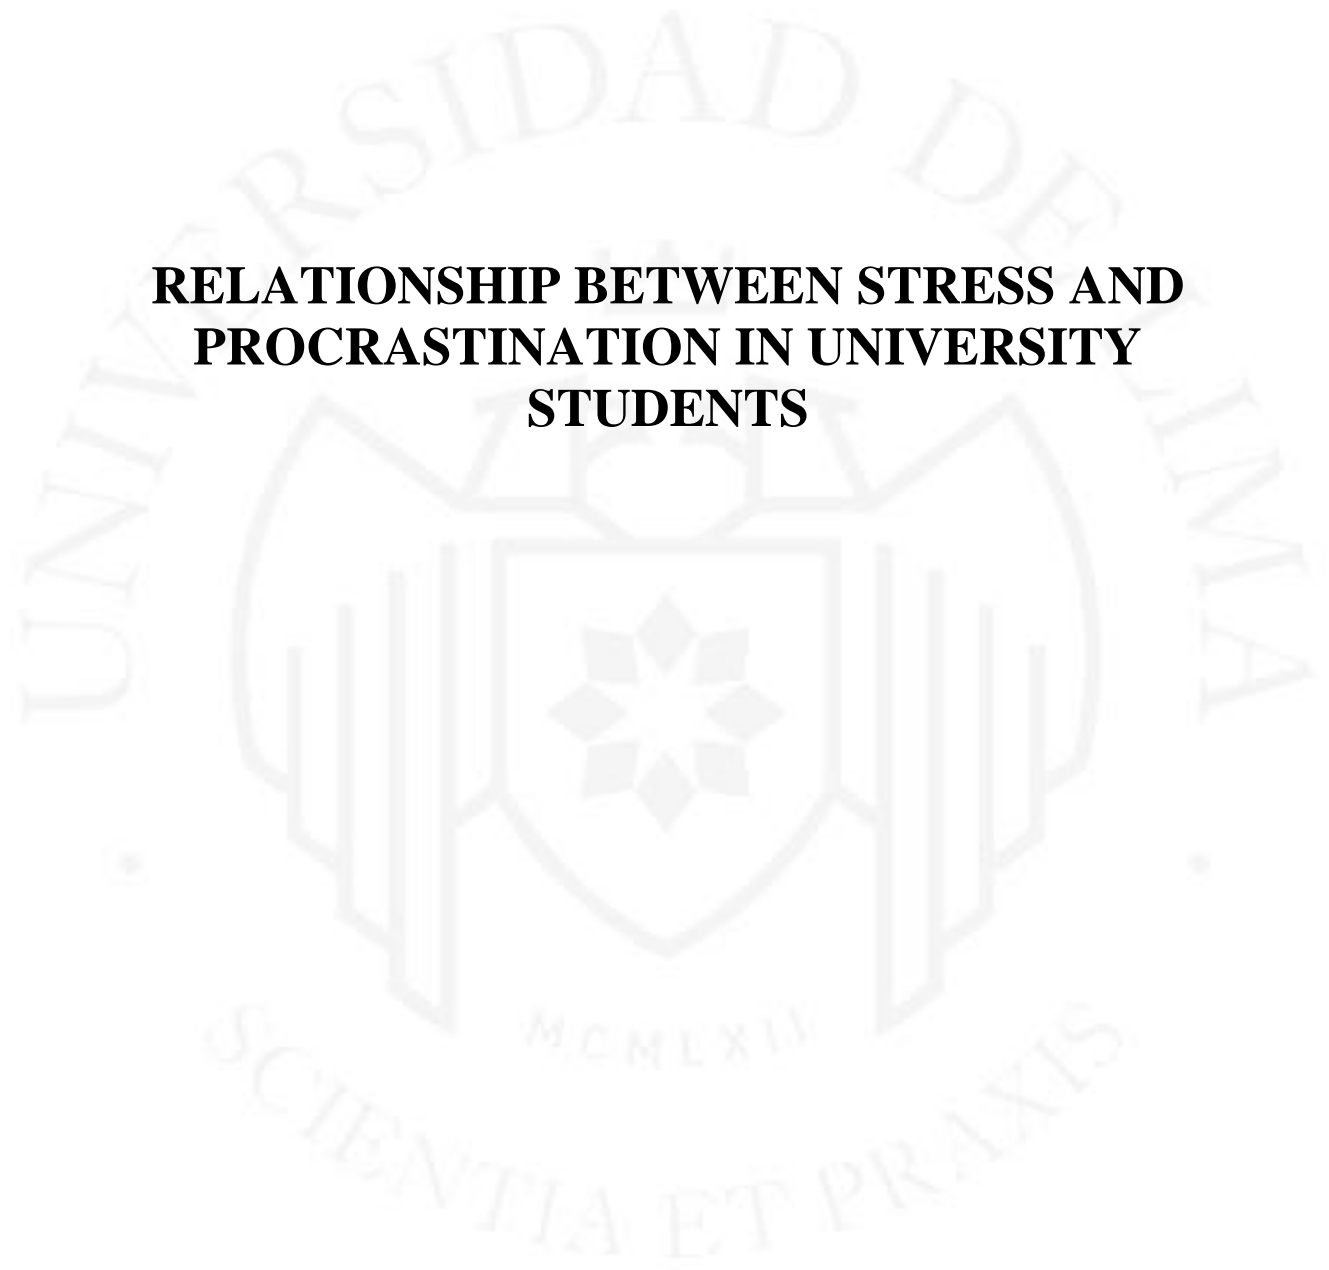 UNIVERSIDAD DE LIMA
RELATIONSHIP BETWEEN STRESS AND
PROCRASTINATION IN UNIVERSITY
STUDENTS
MCMLXII
SCIENTIA ET PRAXIS